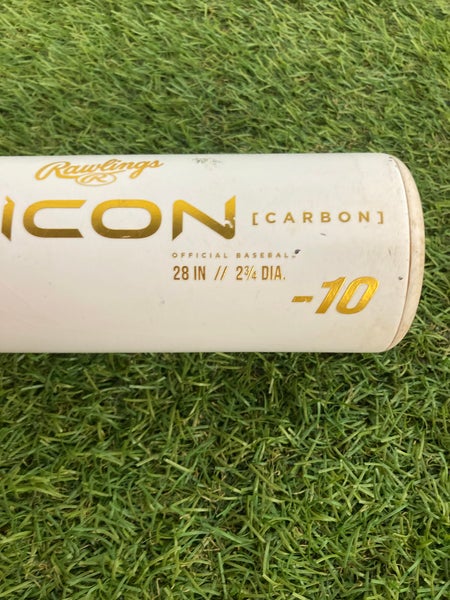 Rawlings
R
ICON [CARBON]
OFFICIAL BASEBALL
28 IN // 2¾ DIA.
-10